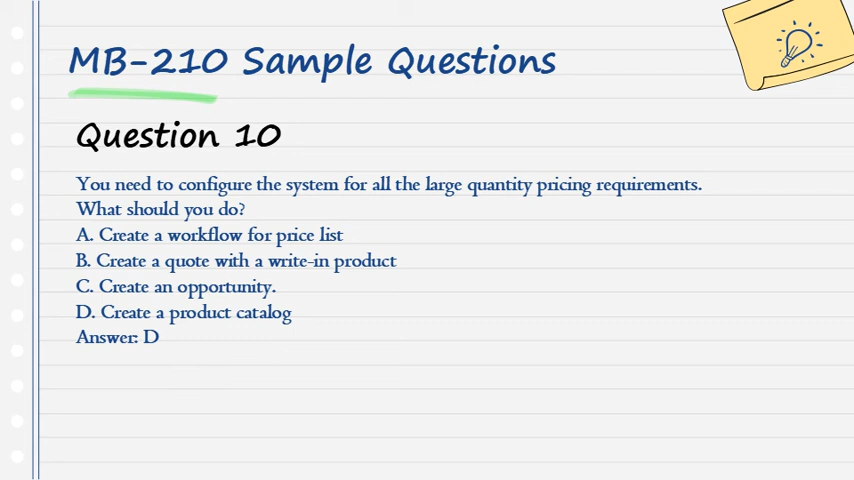 MB-210 Sample Questions
Question 10
You need to configure the system for all the large quantity pricing requirements.
What should you do?
A. Create a workflow for price list
B. Create a quote with a write-in product
C. Create an opportunity.
D. Create a product catalog
Answer: D